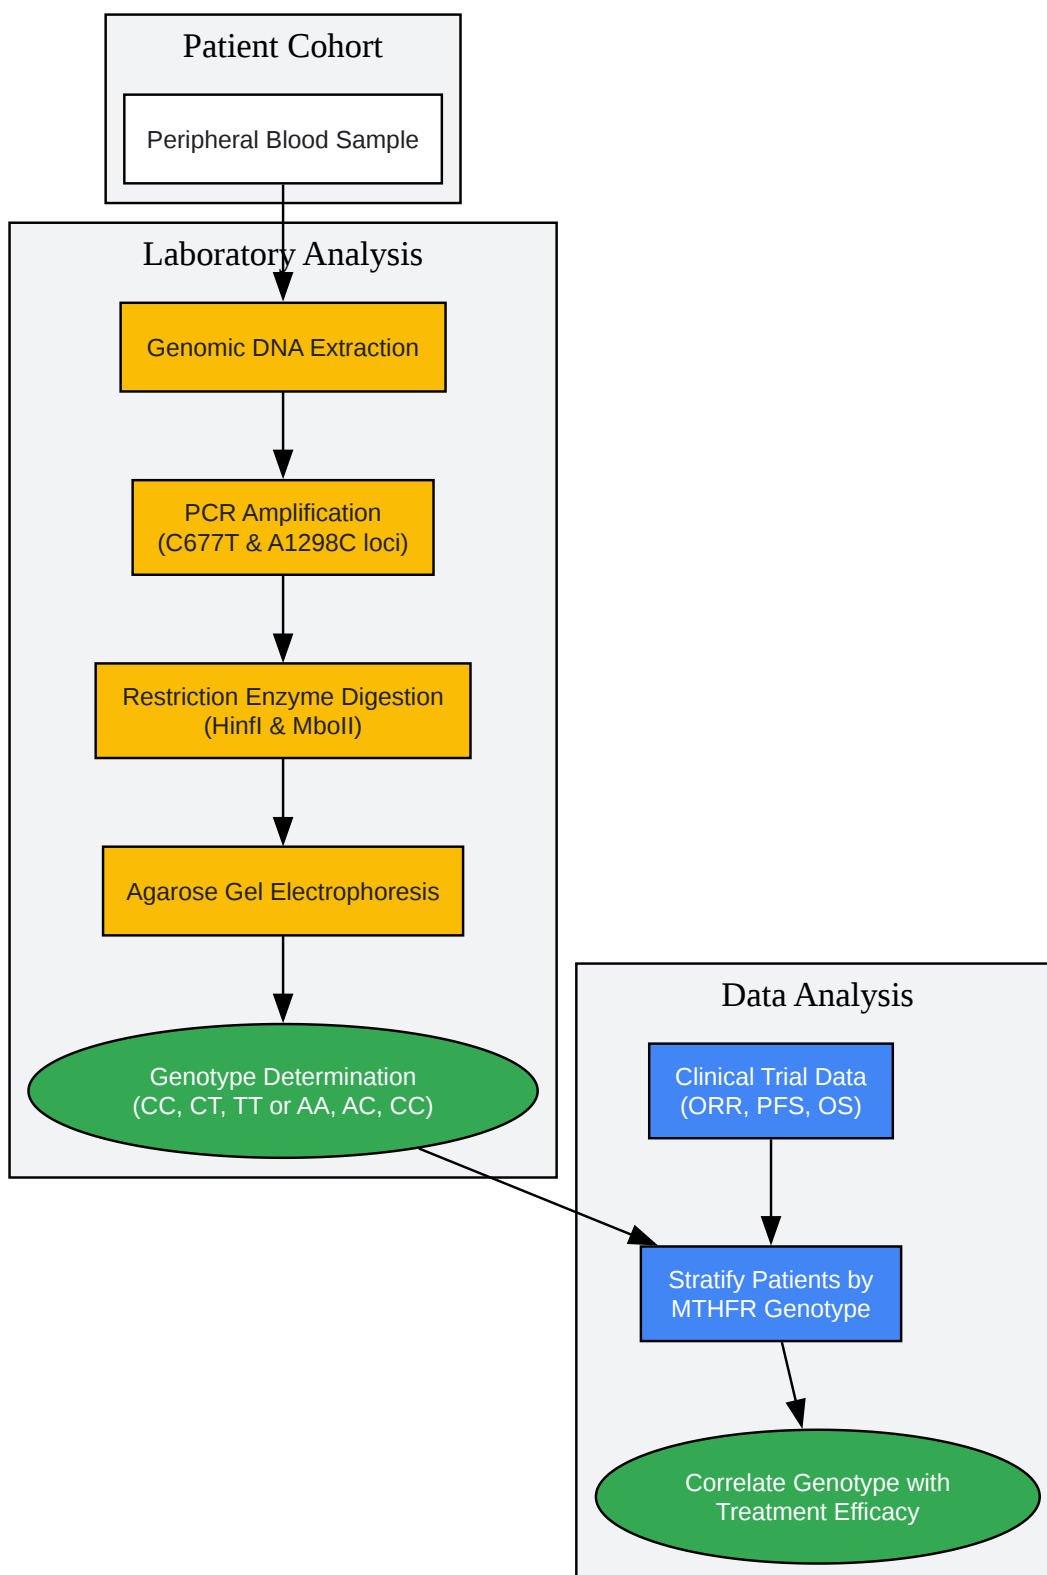 Patient Cohort
Peripheral Blood Sample
Laboratory Analysis
Genomic DNA Extraction
PCR Amplification
(C677T & A1298C loci)
Restriction Enzyme Digestion
(HinfI & MboII)
Agarose Gel Electrophoresis
Genotype Determination
(CC, CT, TT or AA, AC, CC)
Data Analysis
Clinical Trial Data
(ORR, PFS, OS)
Stratify Patients by
MTHFR Genotype
Correlate Genotype with
Treatment Efficacy